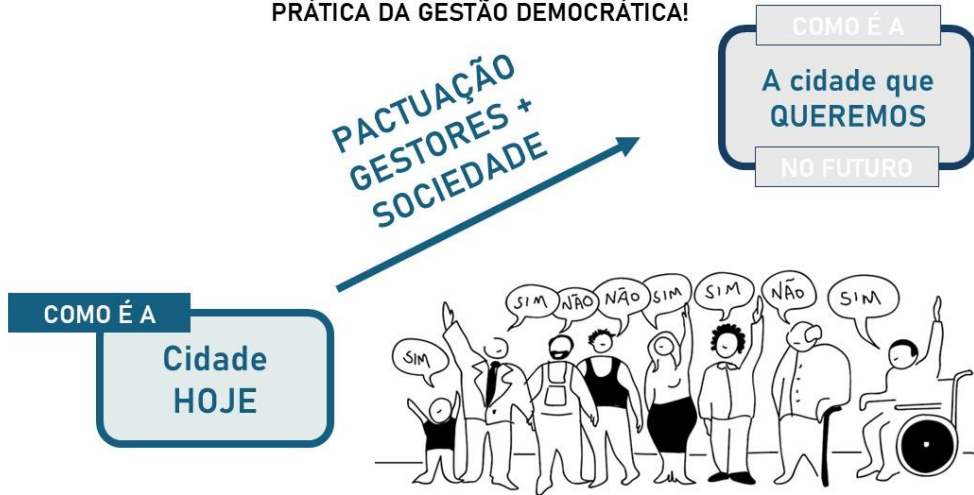 PRÁTICA DA GESTÃO DEMOCRÁTICA!
COMO É A
A cidade que
QUEREMOS
NO FUTURO
PACTUAÇÃO
GESTORES +
SOCIEDADE
COMO É A
Cidade
HOJE
SIM
SIM
NÃO
NÃO
SIM
SIM
NÃO
SIM